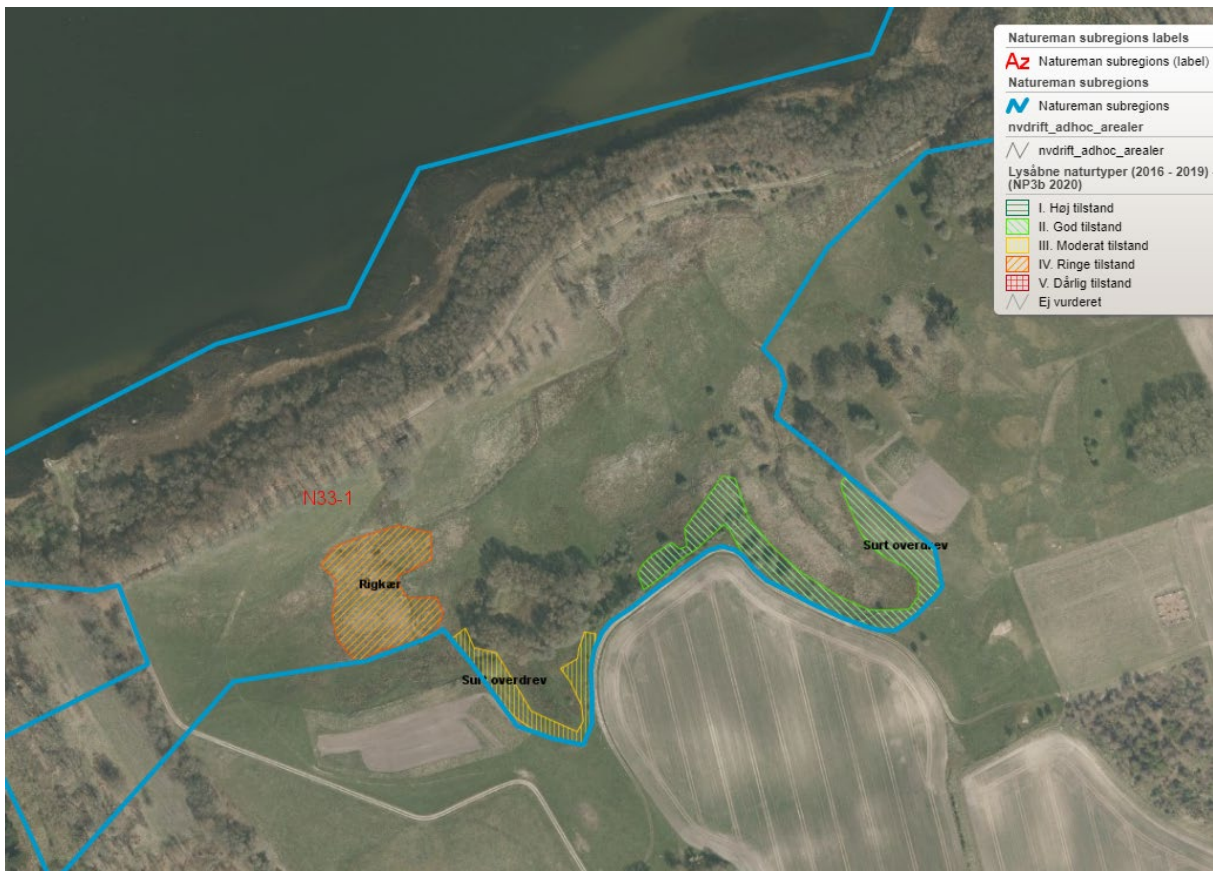 Natureman subregions labels
Az Natureman subregions (label)
Natureman subregions
Natureman subregions
nvdrift_adhoc_arealer
nvdrift_adhoc_arealer
Lysåbne naturtyper (2016 - 2019) -
(NP3b 2020)
I. Høj tilstand
II. God tilstand
III. Moderat tilstand
IV. Ringe tilstand
V. Dårlig tilstand
Ej vurderet
N33-1
Surt overdrev
Rigkær
Surt overdrev